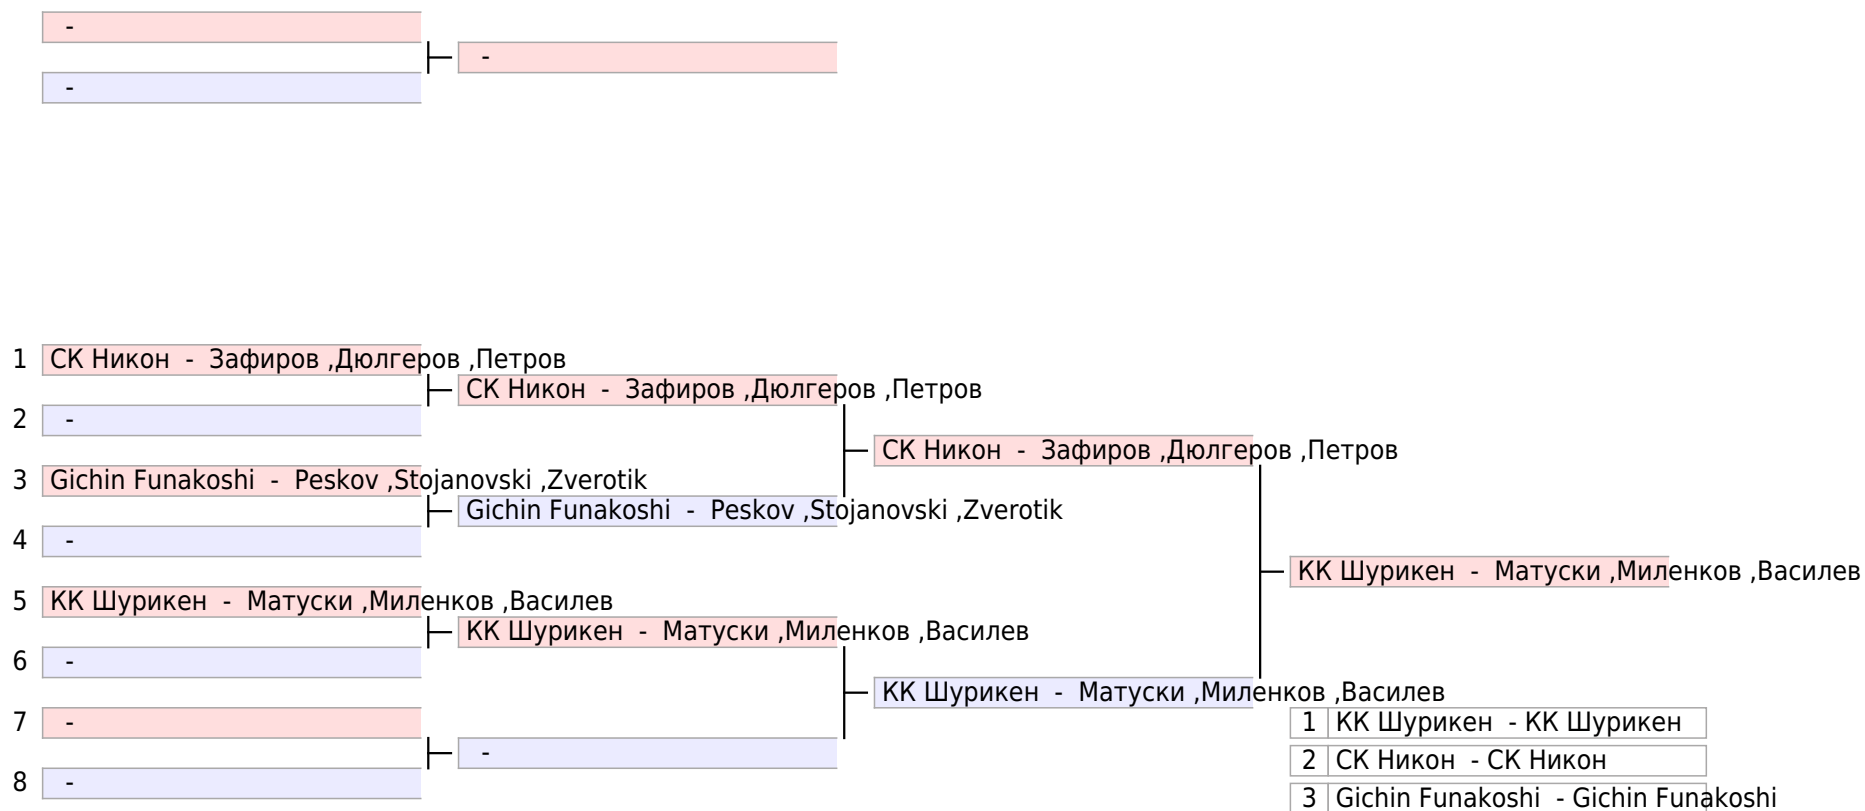 -
-
-
1 СК Никон - Зафиров ,Дюлгеров ,Петров
СК Никон - Зафиров ,Дюлгеров ,Петров
2 -
СК Никон - Зафиров ,Дюлгеров ,Петров
3 Gichin Funakoshi - Peskov ,Stojanovski ,Zverotik
Gichin Funakoshi - Peskov ,Stojanovski ,Zverotik
4 -
КК Шурикен - Матуски ,Миленков ,Василев
5 КК Шурикен - Матуски ,Миленков ,Василев
КК Шурикен - Матуски ,Миленков ,Василев
6 -
КК Шурикен - Матуски ,Миленков ,Василев
7 -
1 КК Шурикен - КК Шурикен
-
2 СК Никон - СК Никон
8 -
3 Gichin Funakoshi - Gichin Funakoshi